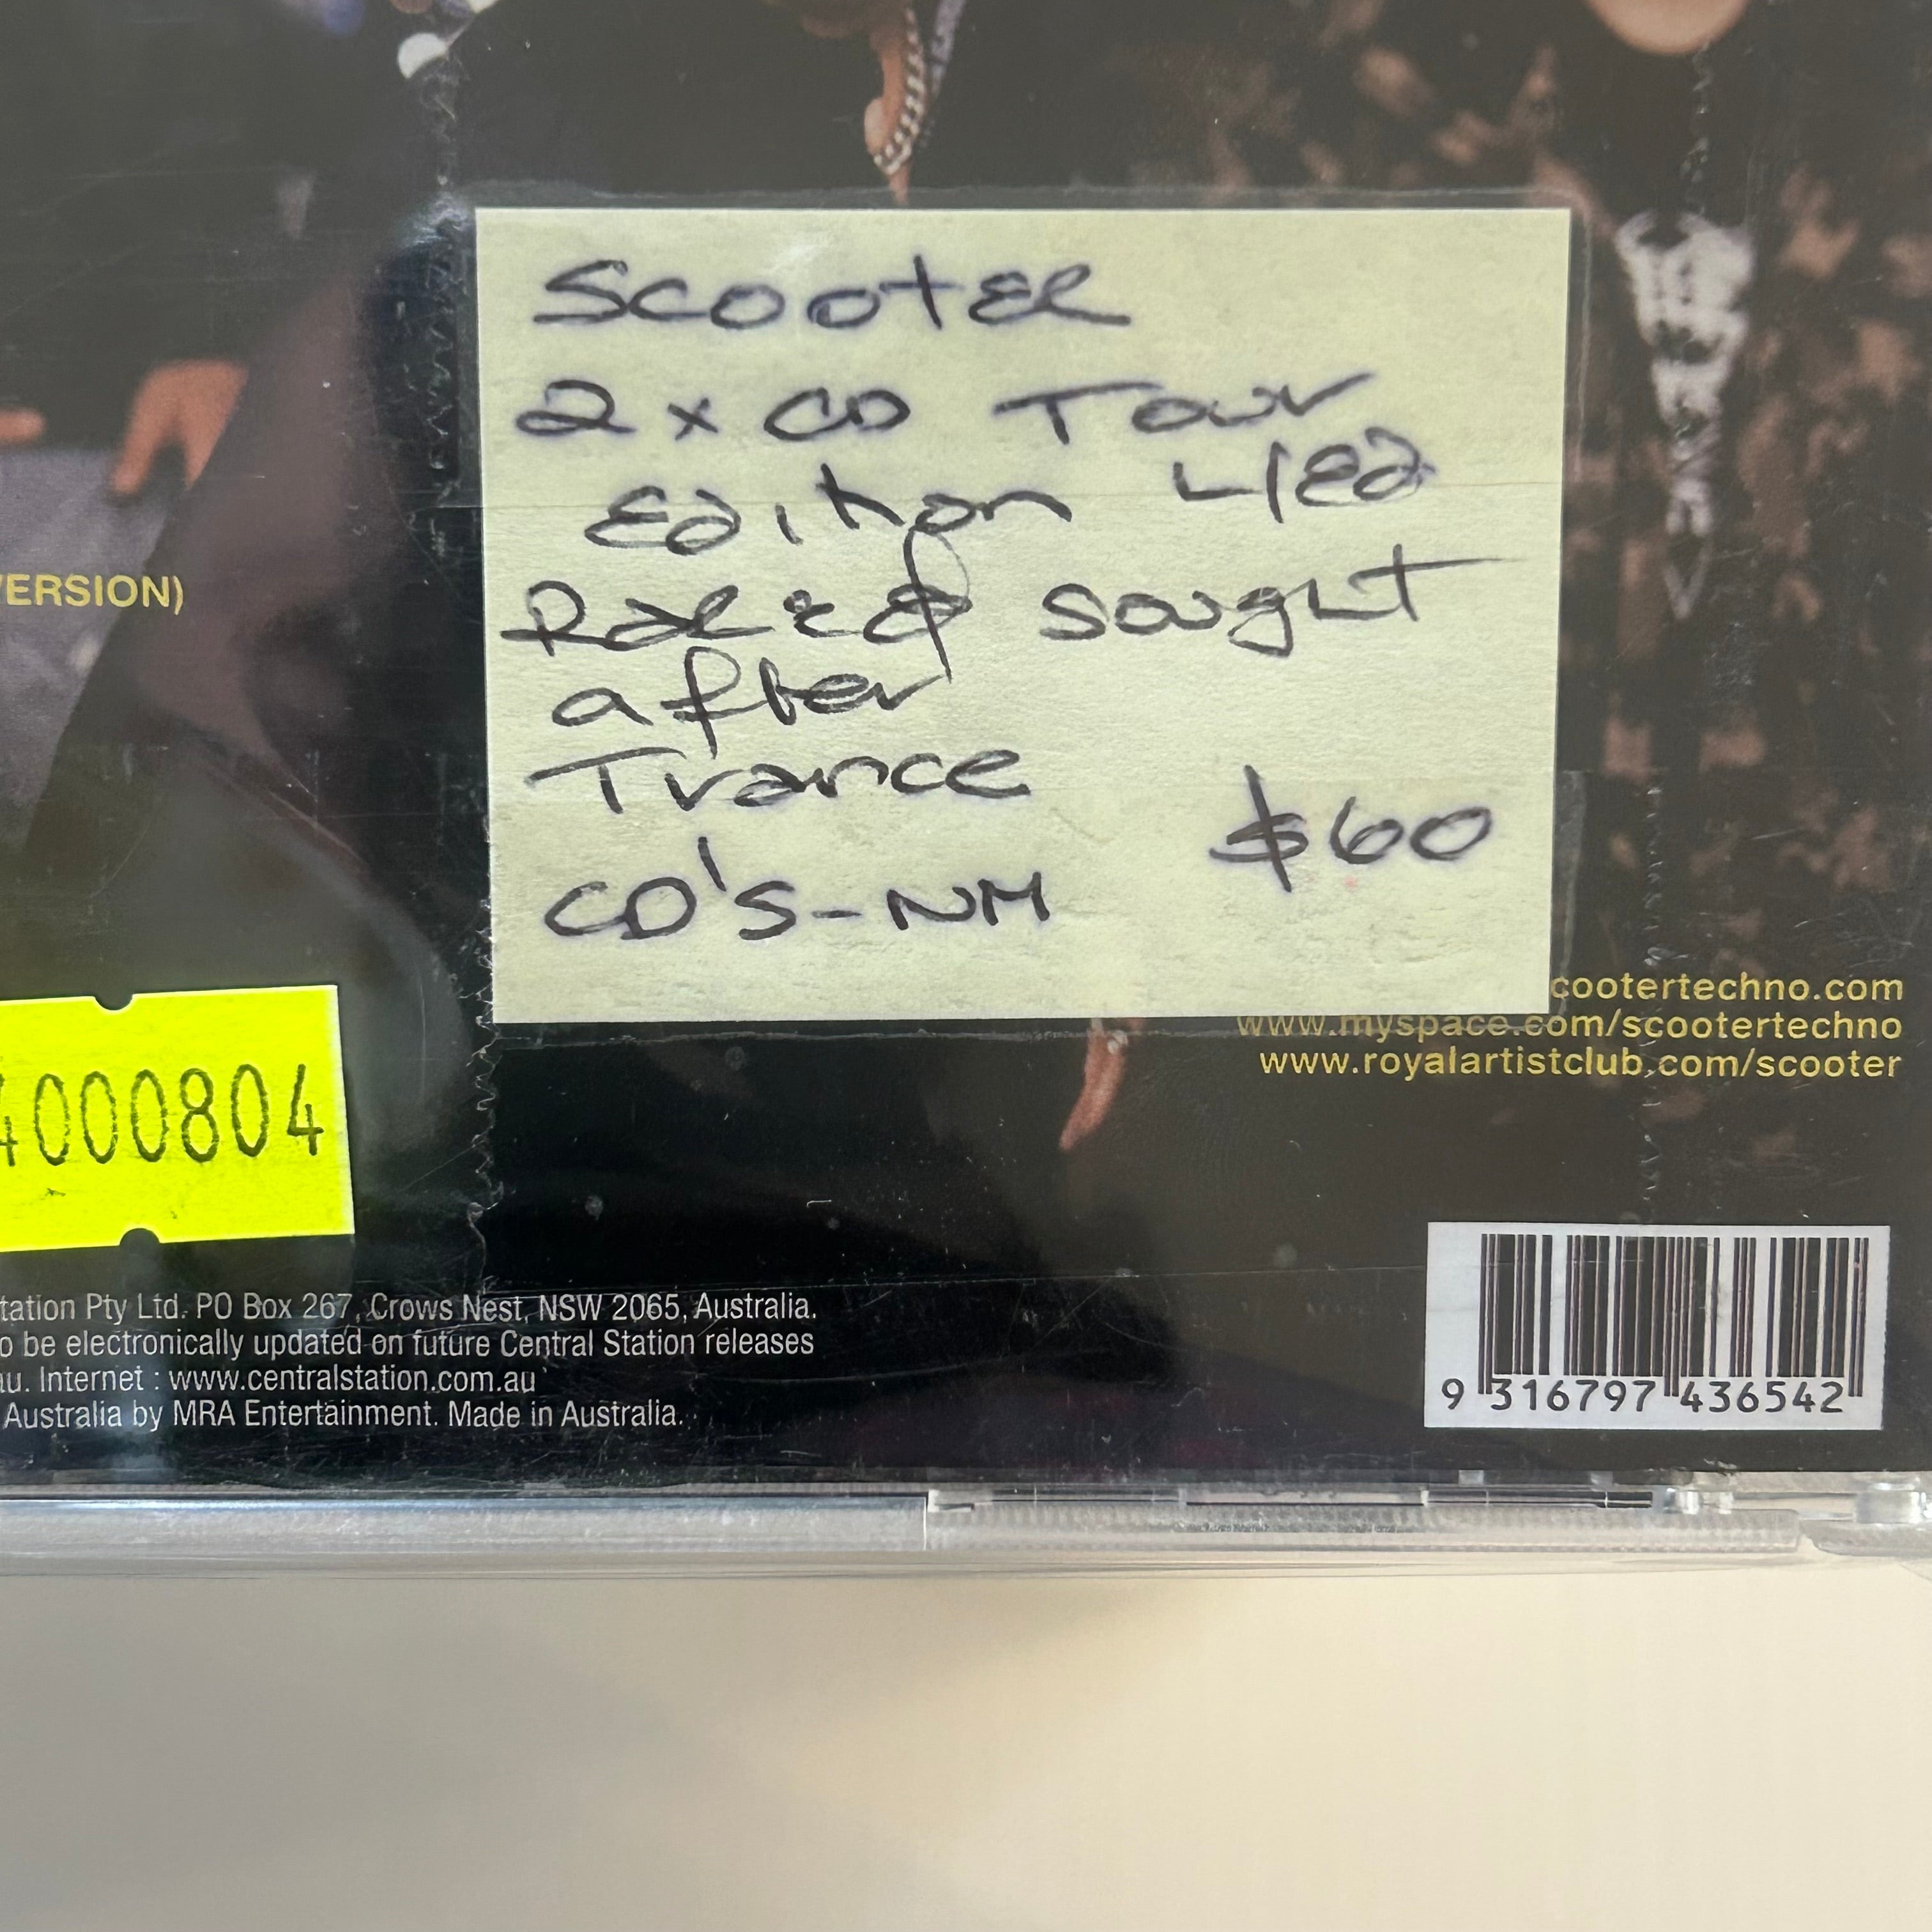 Scooter
2 x CD Tour
Edition
Rare & sought
after
Trance
CD's - NM
$60
VERSION)
cootertechno.com
www.myspace.com/scootertechno
www.royalartistclub.com/scooter
4000804
tation Pty Ltd. PO Box 267, Crows Nest, NSW 2065, Australia.
o be electronically updated on future Central Station releases
au. Internet : www.centralstation.com.au
Australia by MRA Entertainment. Made in Australia.
9 316797 436542